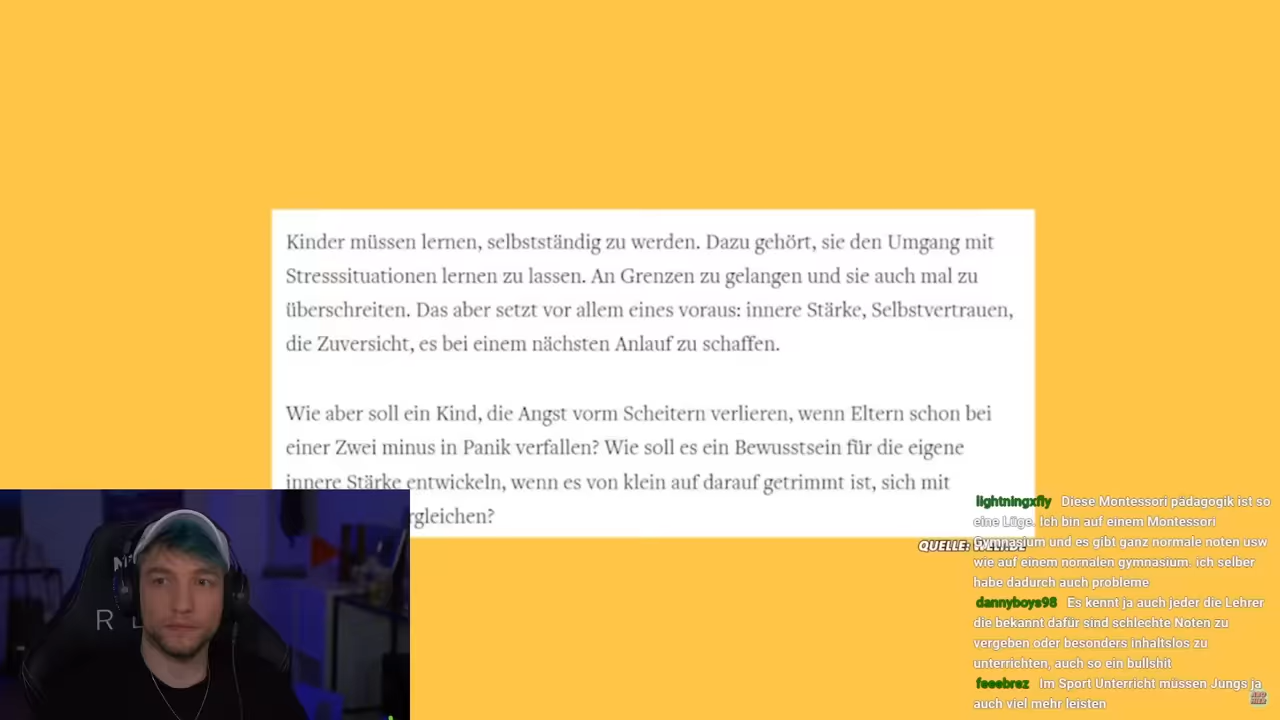 Kinder müssen lernen, selbstständig zu werden. Dazu gehört, sie den Umgang mit
Stresssituationen lernen zu lassen. An Grenzen zu gelangen und sie auch mal zu
überschreiten. Das aber setzt vor allem eines voraus: innere Stärke, Selbstvertrauen,
die Zuversicht, es bei einem nächsten Anlauf zu schaffen.
Wie aber soll ein Kind, die Angst vorm Scheitern verlieren, wenn Eltern schon bei
einer Zwei minus in Panik verfallen? Wie soll es ein Bewusstsein für die eigene
innere Stärke entwickeln, wenn es von klein auf darauf getrimmt ist, sich mit
rgleichen?
QUELLE: WELT.DE
lightningxfly Diese Montessori pädagogik ist so
eine Lüge. Ich bin auf einem Montessori
Gymnasium und es gibt ganz normale noten usw
wie auf einem nornalen gymnasium. ich selber
habe dadurch auch probleme
dannyboys98 Es kennt ja auch jeder die Lehrer
die bekannt dafür sind schlechte Noten zu
vergeben oder besonders inhaltslos zu
unterrichten, auch so ein bullshit
feeebrez Im Sport Unterricht müssen Jungs ja
auch viel mehr leisten